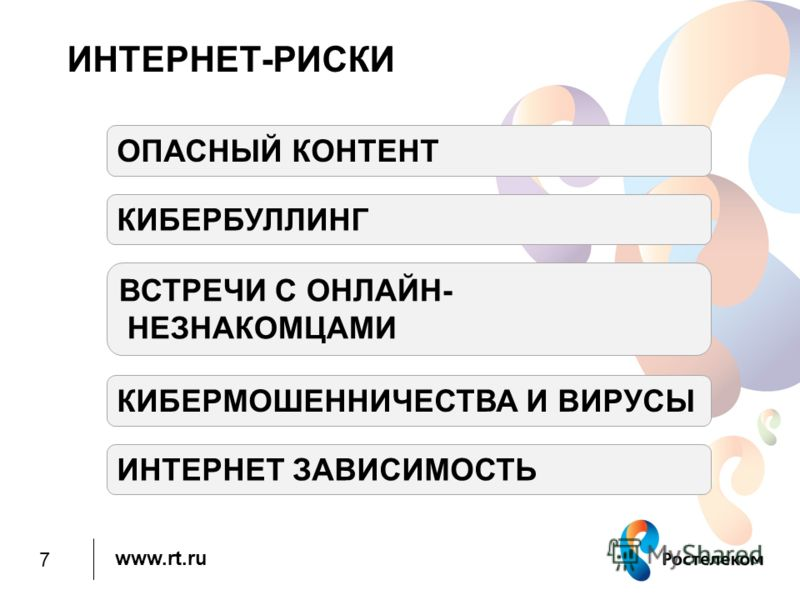 ИНТЕРНЕТ-РИСКИ
ОПАСНЫЙ КОНТЕНТ
КИБЕРБУЛЛИНГ
ВСТРЕЧИ С ОНЛАЙН-
НЕЗНАКОМЦАМИ
КИБЕРМОШЕННИЧЕСТВА И ВИРУСЫ
ИНТЕРНЕТ ЗАВИСИМОСТЬ
7
www.rt.ru
MyShared
Ростелеком